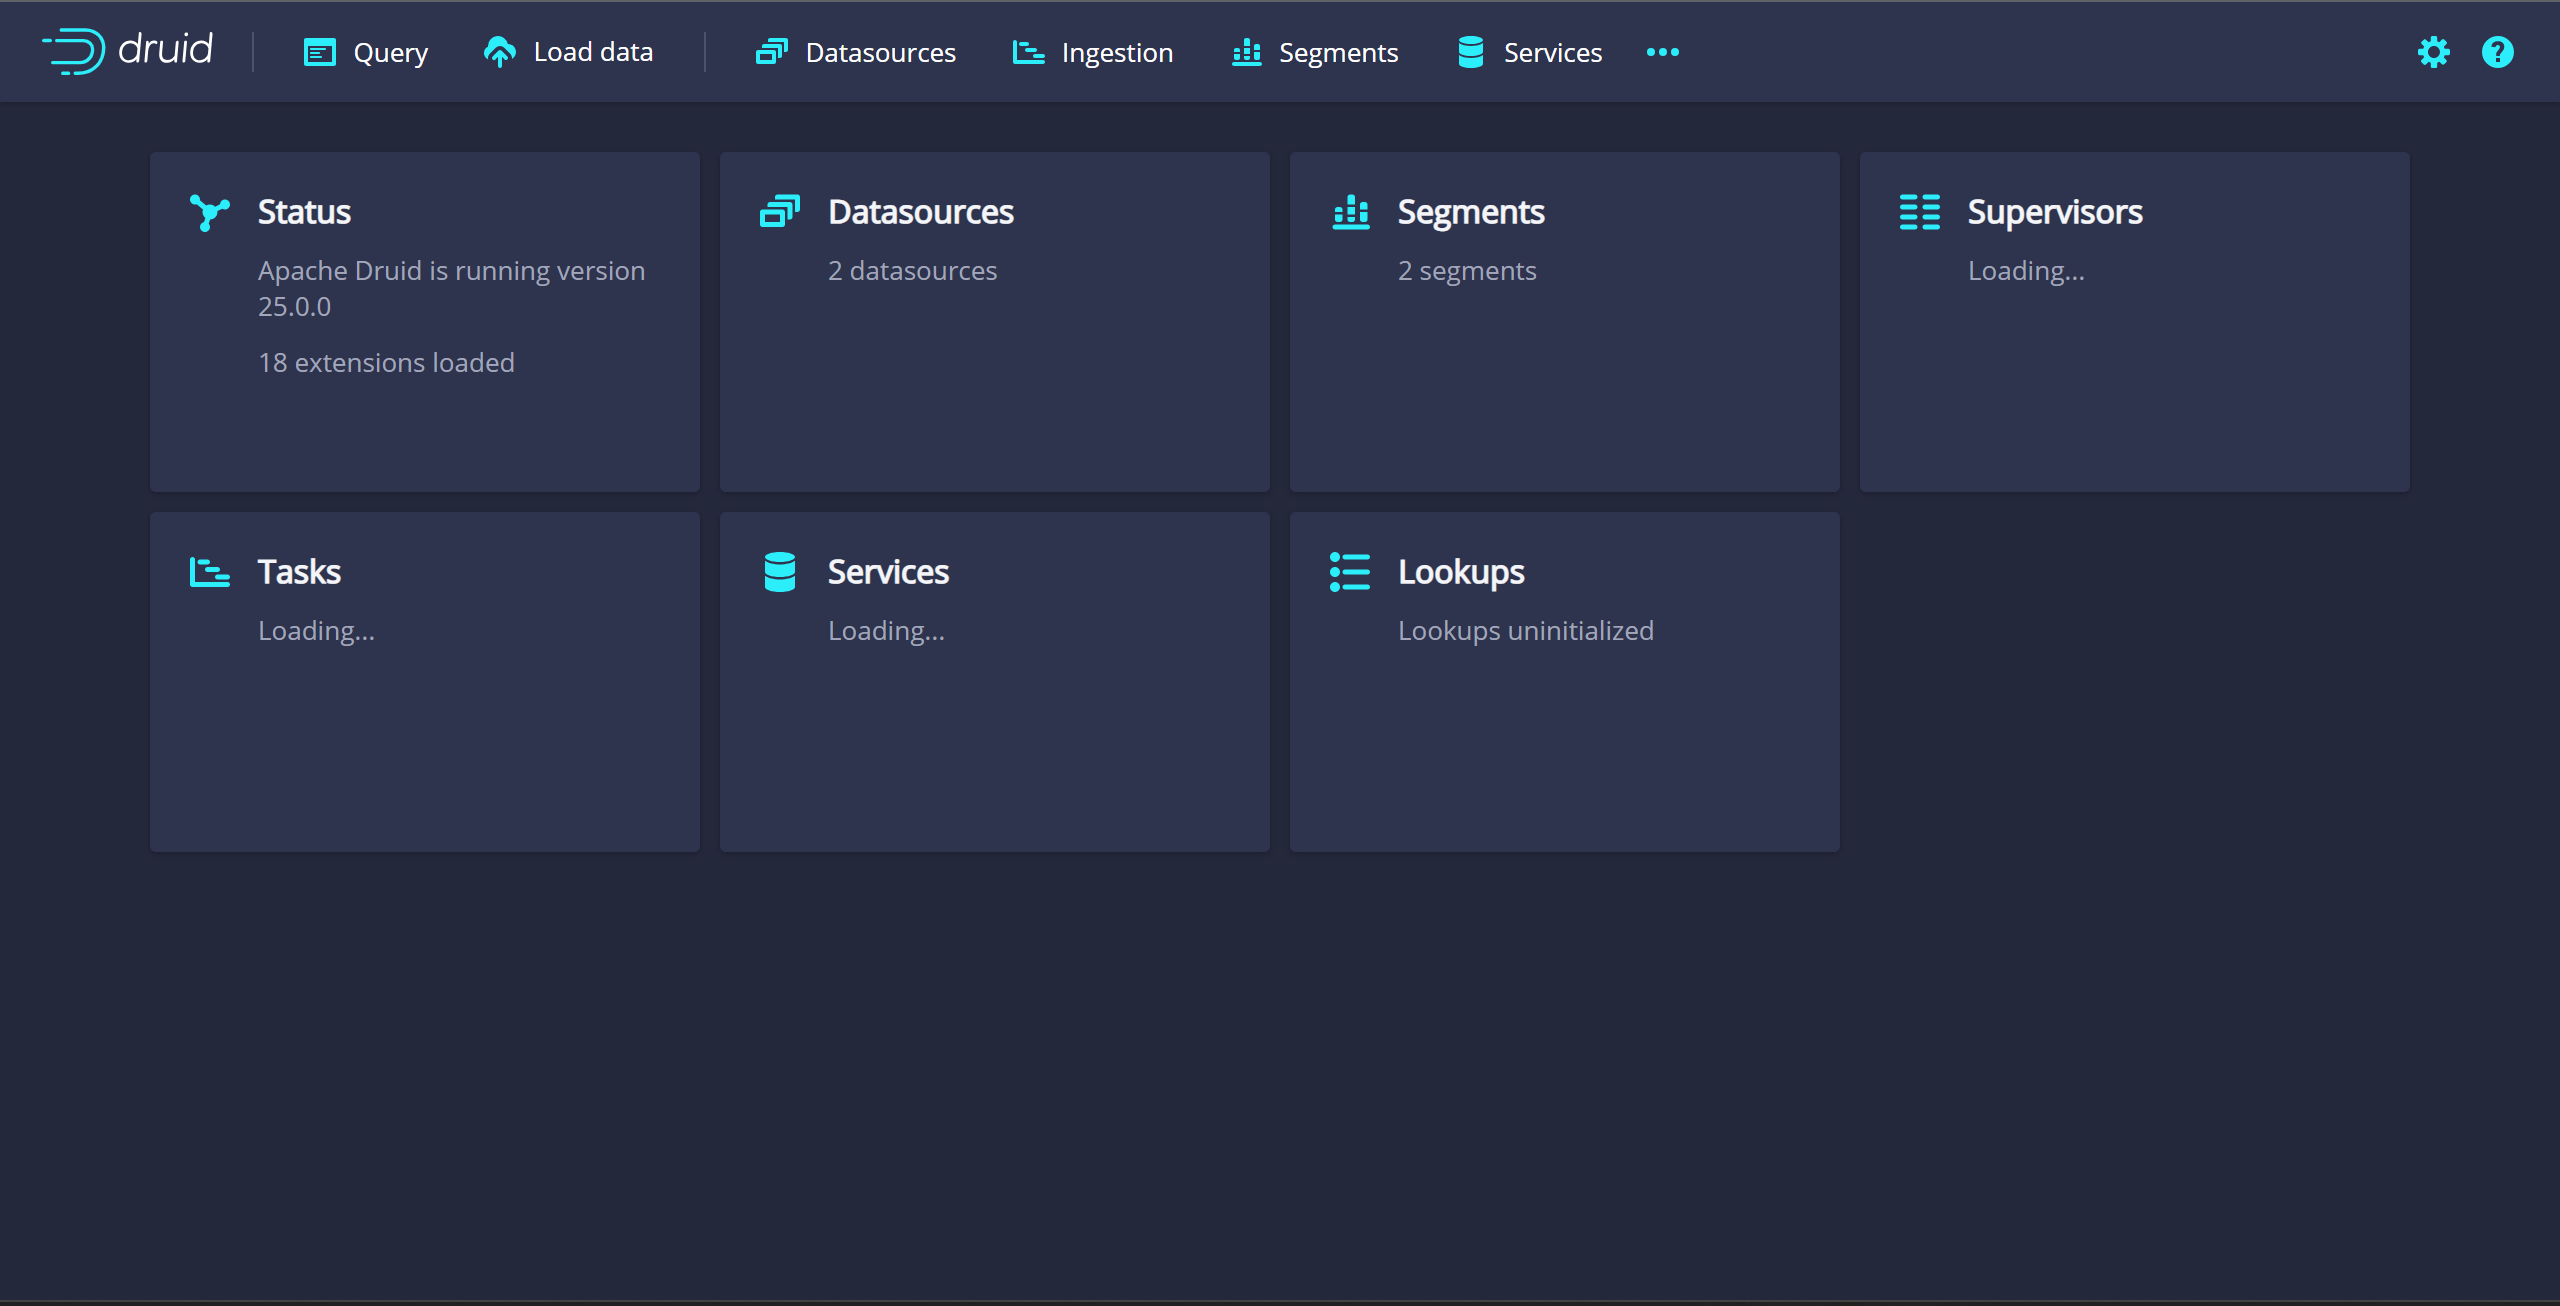 druid
Query
Load data
Datasources
Ingestion
Segments
Services
Status
Apache Druid is running version
25.0.0
18 extensions loaded
Datasources
2 datasources
Segments
2 segments
Supervisors
Loading...
Tasks
Loading...
Services
Loading...
Lookups
Lookups uninitialized